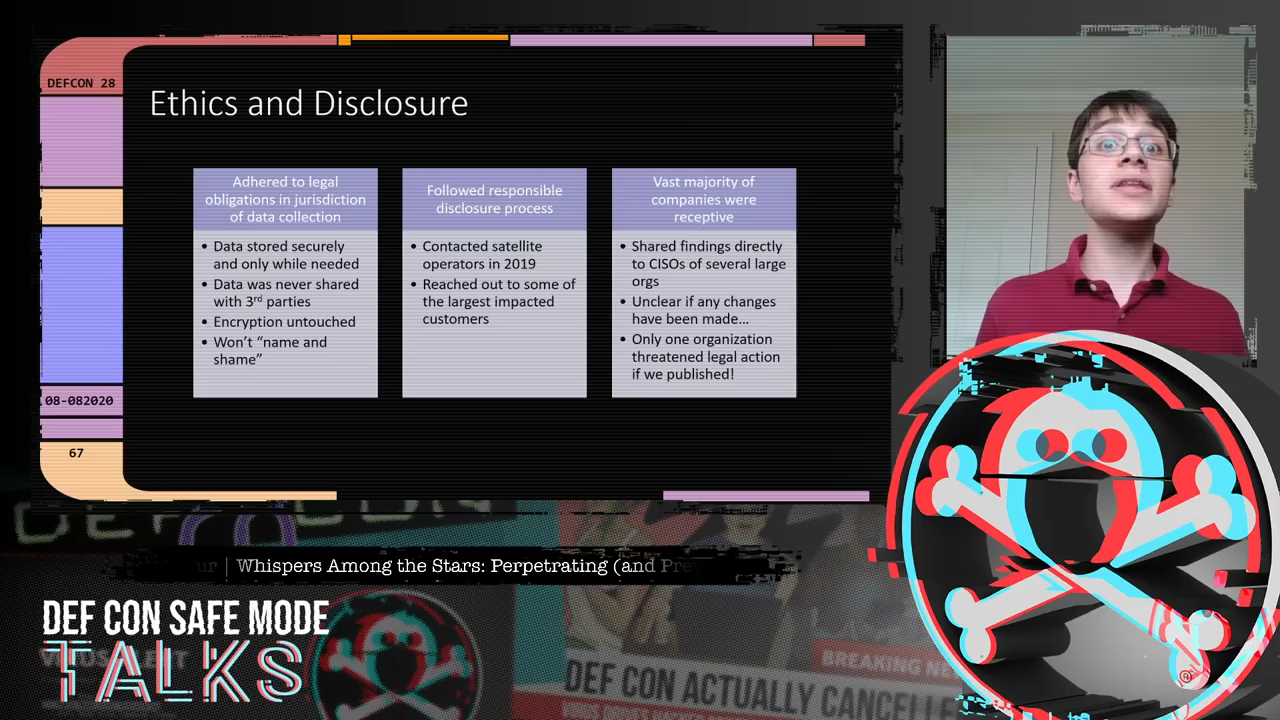 DEFCON 28
Ethics and Disclosure
Adhered to legal
obligations in jurisdiction
of data collection
• Data stored securely
and only while needed
• Data was never shared
with 3rd parties
• Encryption untouched
• Won't “name and
shame”
Followed responsible
disclosure process
• Contacted satellite
operators in 2019
• Reached out to some of
the largest impacted
customers
Vast majority of
companies were
receptive
• Shared findings directly
to CISOs of several large
orgs
• Unclear if any changes
have been made…
• Only one organization
threatened legal action
if we published!
08-082020
67
ur | Whispers Among the Stars: Perpetrating (and Pre
DEF CON SAFE MODE
TALKS
DEF CON
BREAKING NE
DEF CON ACTUALLY CANCELLE
®